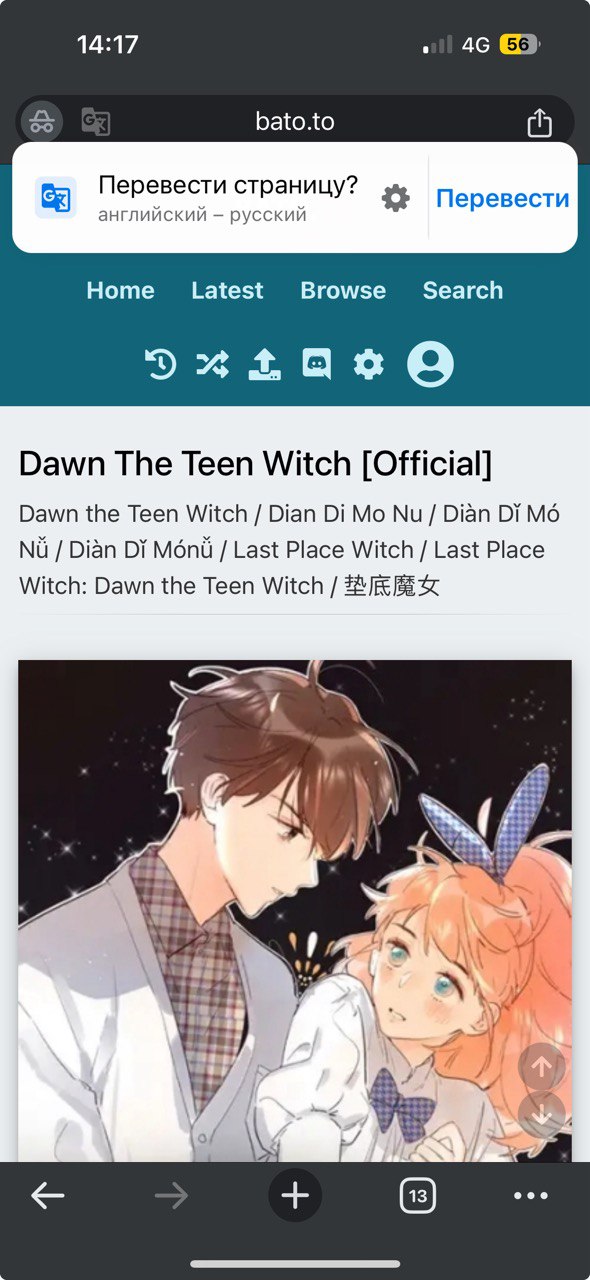 14:17
4G 56
bato.to
Перевести страницу?
английский – русский
Перевести
Home Latest Browse Search
Dawn The Teen Witch [Official]
Dawn the Teen Witch / Dian Di Mo Nu / Diàn Dǐ Mó
Nǚ / Diàn Dǐ Mónǚ / Last Place Witch / Last Place
Witch: Dawn the Teen Witch / 垫底魔女
13